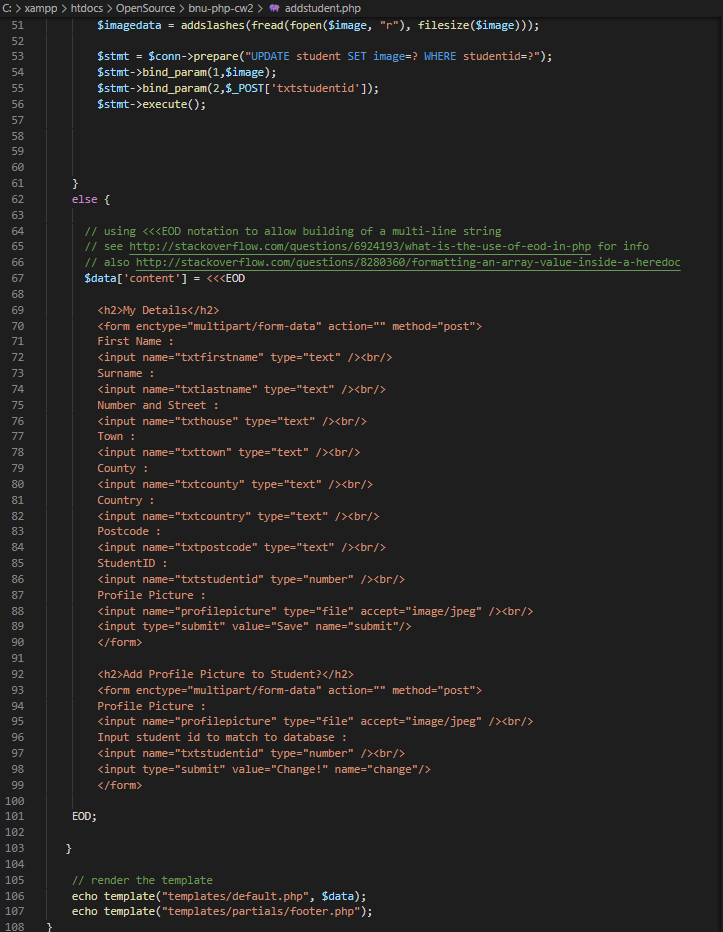 C: > xampp > htdocs > OpenSource > bnu-php-cw2 > addstudent.php
51 $imagedata = addslashes(fread(fopen($image, "r"), filesize($image)));
52
53 $stmt = $conn->prepare("UPDATE student SET image=? WHERE studentid=?");
54 $stmt->bind_param(1,$image);
55 $stmt->bind_param(2,$_POST['txtstudentid']);
56 $stmt->execute();
57
58
59
60
61 }
62 else {
63
64 // using <<<EOD notation to allow building of a multi-line string
65 // see http://stackoverflow.com/questions/6924193/what-is-the-use-of-eod-in-php for info
66 // also http://stackoverflow.com/questions/8280360/formatting-an-array-value-inside-a-heredoc
67 $data['content'] = <<<EOD
68
69 <h2>My Details</h2>
70 <form enctype="multipart/form-data" action="" method="post">
71 First Name :
72 <input name="txtfirstname" type="text" /><br/>
73 Surname :
74 <input name="txtlastname" type="text" /><br/>
75 Number and Street :
76 <input name="txthouse" type="text" /><br/>
77 Town :
78 <input name="txttown" type="text" /><br/>
79 County :
80 <input name="txtcounty" type="text" /><br/>
81 Country :
82 <input name="txtcountry" type="text" /><br/>
83 Postcode :
84 <input name="txtpostcode" type="text" /><br/>
85 StudentID :
86 <input name="txtstudentid" type="number" /><br/>
87 Profile Picture :
88 <input name="profilepicture" type="file" accept="image/jpeg" /><br/>
89 <input type="submit" value="Save" name="submit"/>
90 </form>
91
92 <h2>Add Profile Picture to Student?</h2>
93 <form enctype="multipart/form-data" action="" method="post">
94 Profile Picture :
95 <input name="profilepicture" type="file" accept="image/jpeg" /><br/>
96 Input student id to match to database :
97 <input name="txtstudentid" type="number" /><br/>
98 <input type="submit" value="Change!" name="change"/>
99 </form>
100
101 EOD;
102
103 }
104
105 // render the template
106 echo template("templates/default.php", $data);
107 echo template("templates/partials/footer.php");
108 }